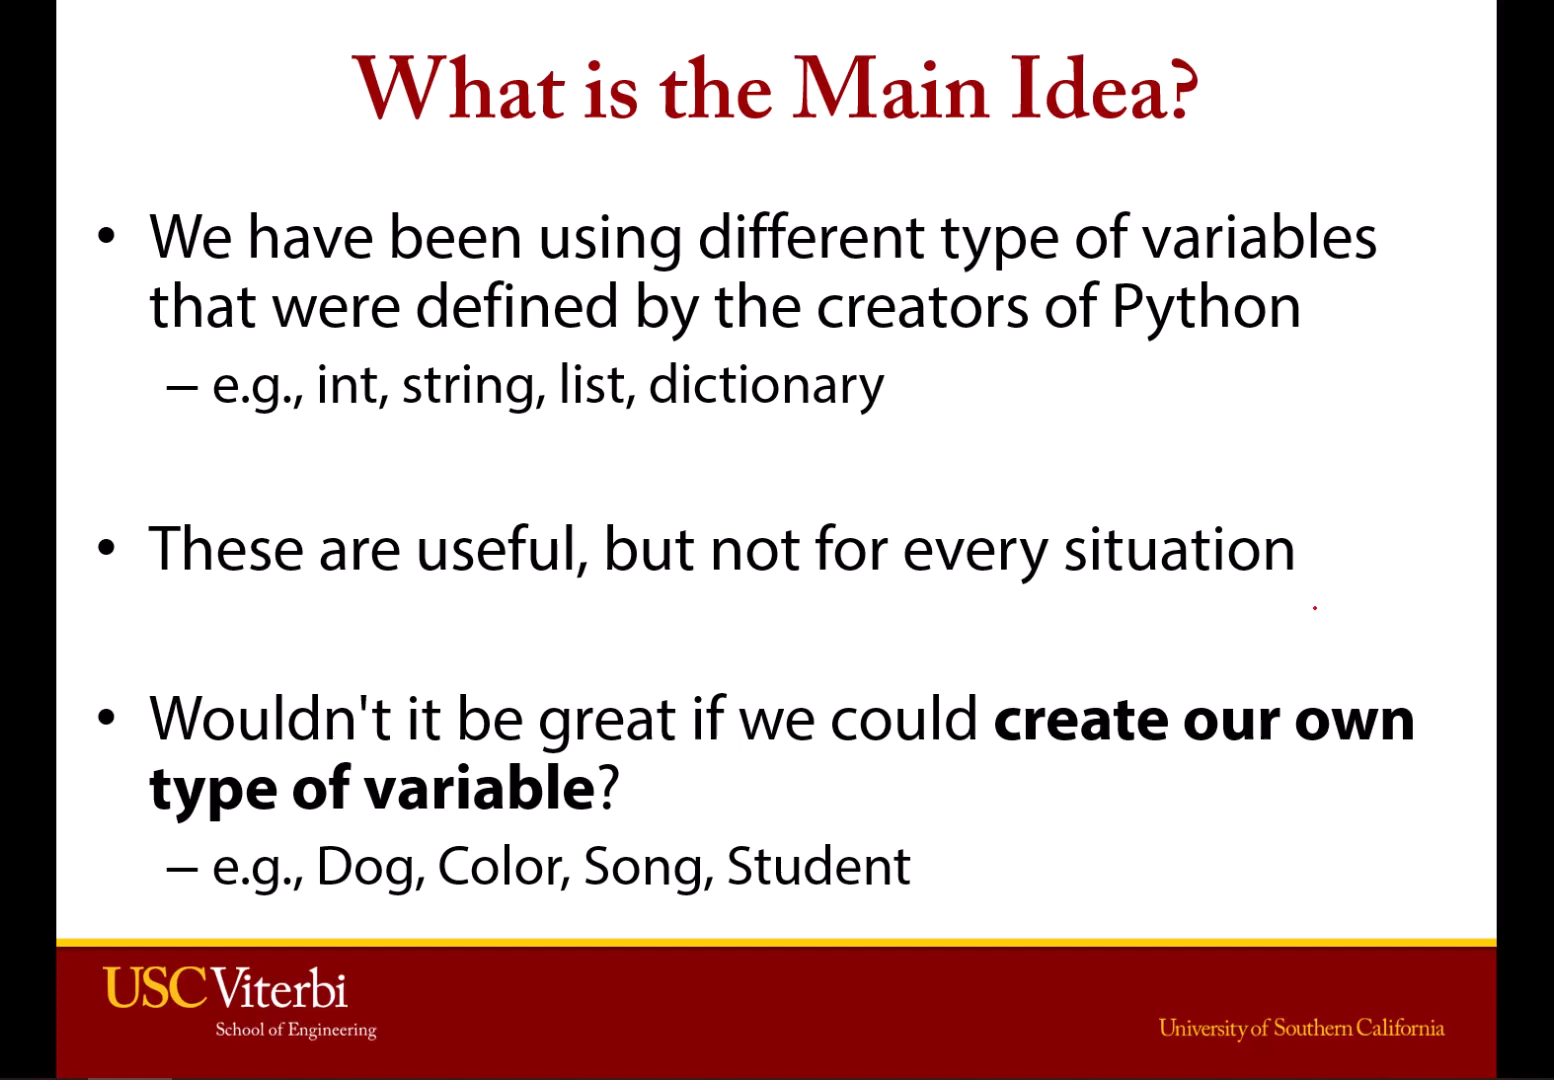 What is the Main Idea?
• We have been using different type of variables
that were defined by the creators of Python
– e.g., int, string, list, dictionary
• These are useful, but not for every situation
• Wouldn't it be great if we could create our own
type of variable?
– e.g., Dog, Color, Song, Student
USC Viterbi
School of Engineering
University of Southern California